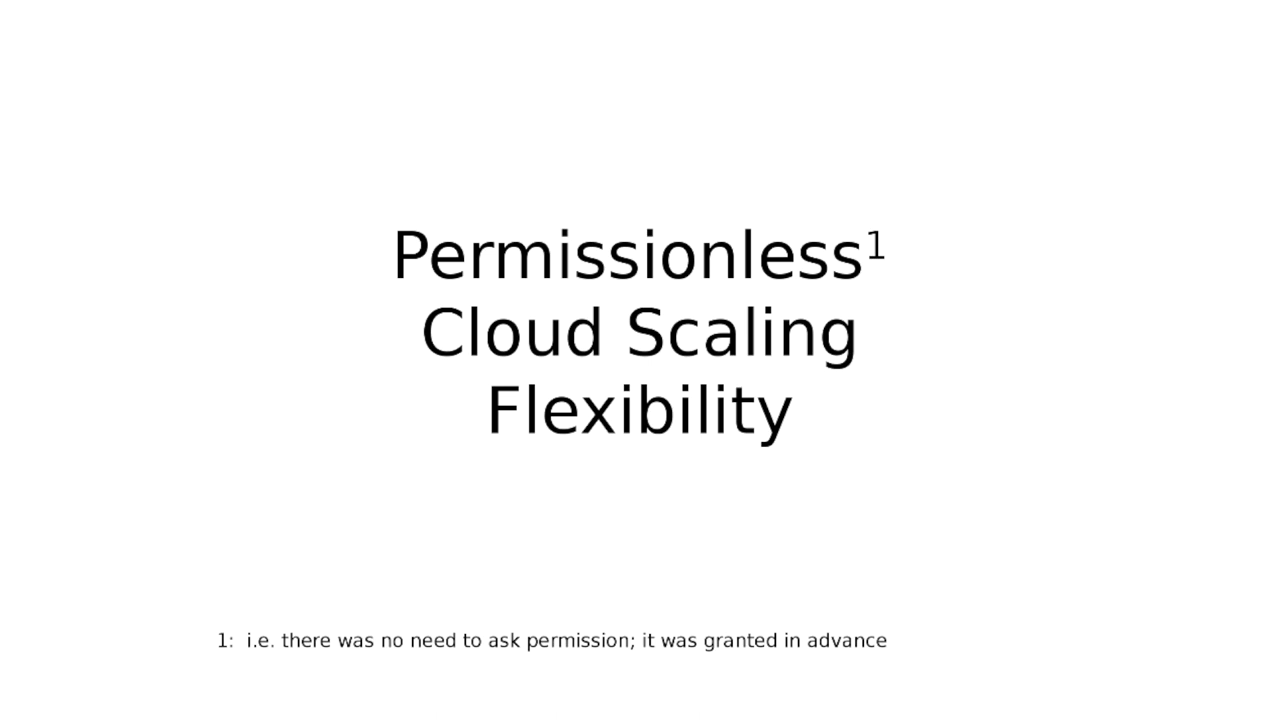 Permissionless¹
Cloud Scaling
Flexibility
1: i.e. there was no need to ask permission; it was granted in advance